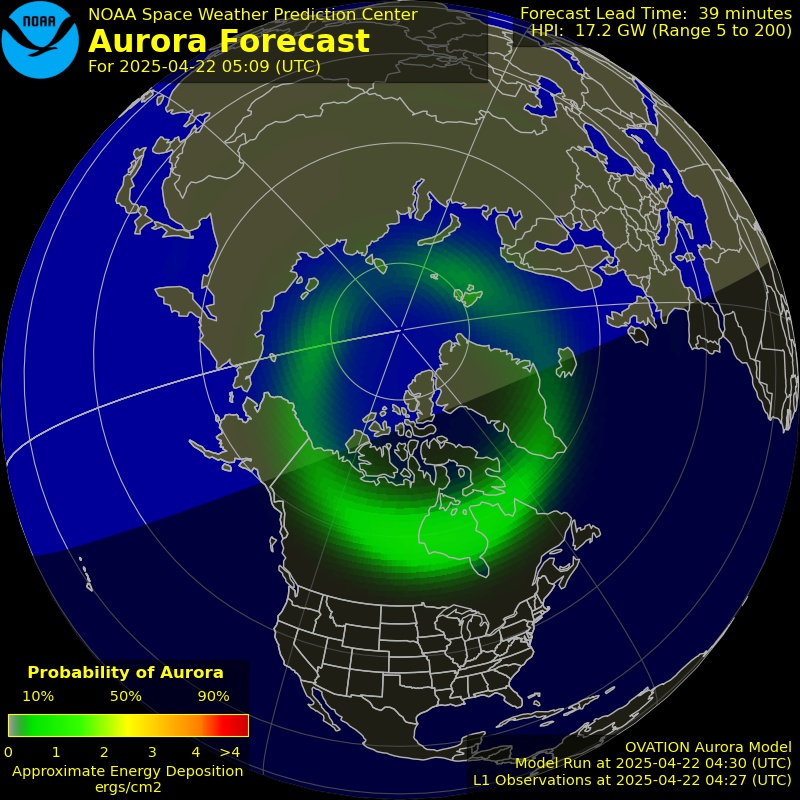 NOAA
NOAA Space Weather Prediction Center
Aurora Forecast
For 2025-04-22 05:09 (UTC)
Forecast Lead Time:  39 minutes
HPI:  17.2 GW (Range 5 to 200)
Probability of Aurora
10% 50% 90%
0 1 2 3 4 >4
Approximate Energy Deposition
ergs/cm2
OVATION Aurora Model
Model Run at 2025-04-22 04:30 (UTC)
L1 Observations at 2025-04-22 04:27 (UTC)